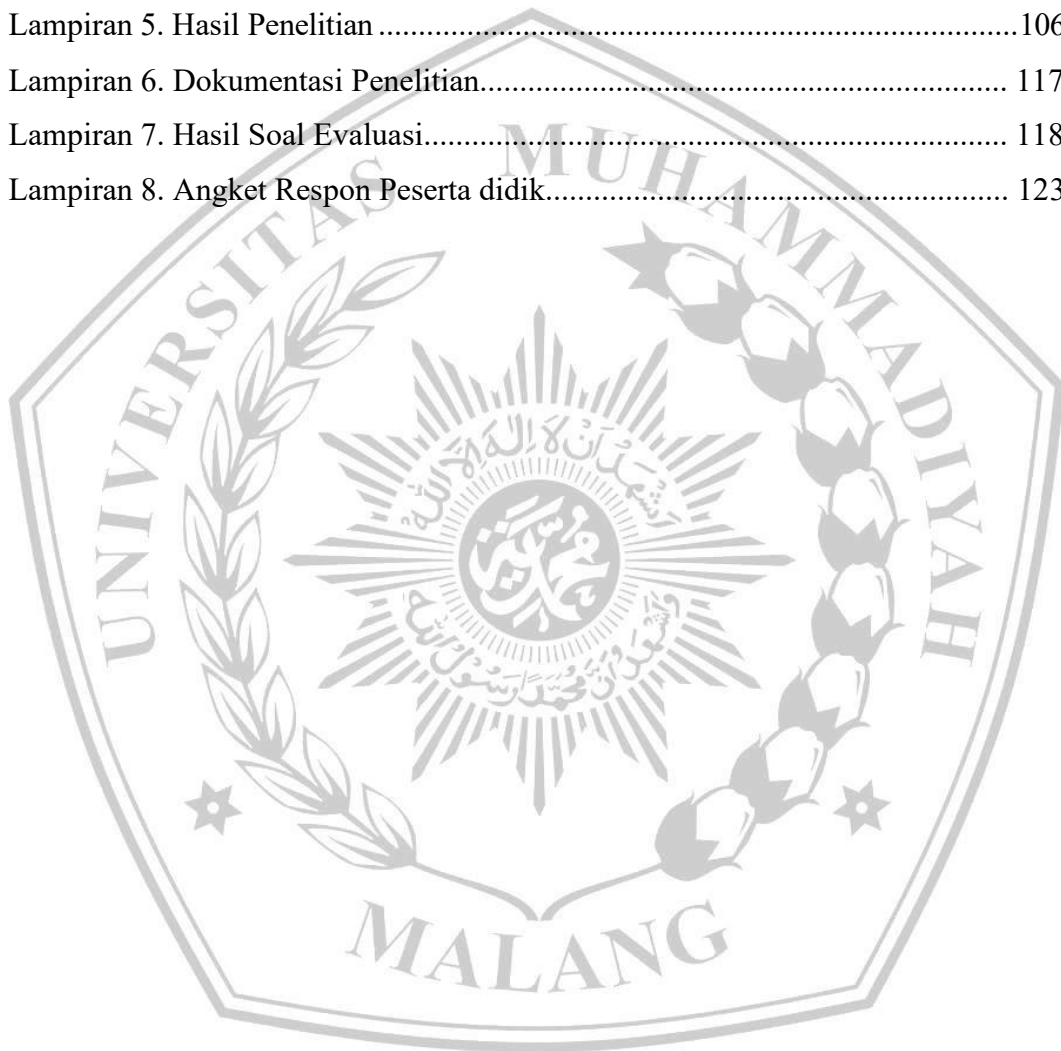 Lampiran 5. Hasil Penelitian ........................................................................106
Lampiran 6. Dokumentasi Penelitian............................................................. 117
Lampiran 7. Hasil Soal Evaluasi.................................................................... 118
Lampiran 8. Angket Respon Peserta didik...................................................... 123
UNIVERSITAS MUHAMMADIYAH
MALANG